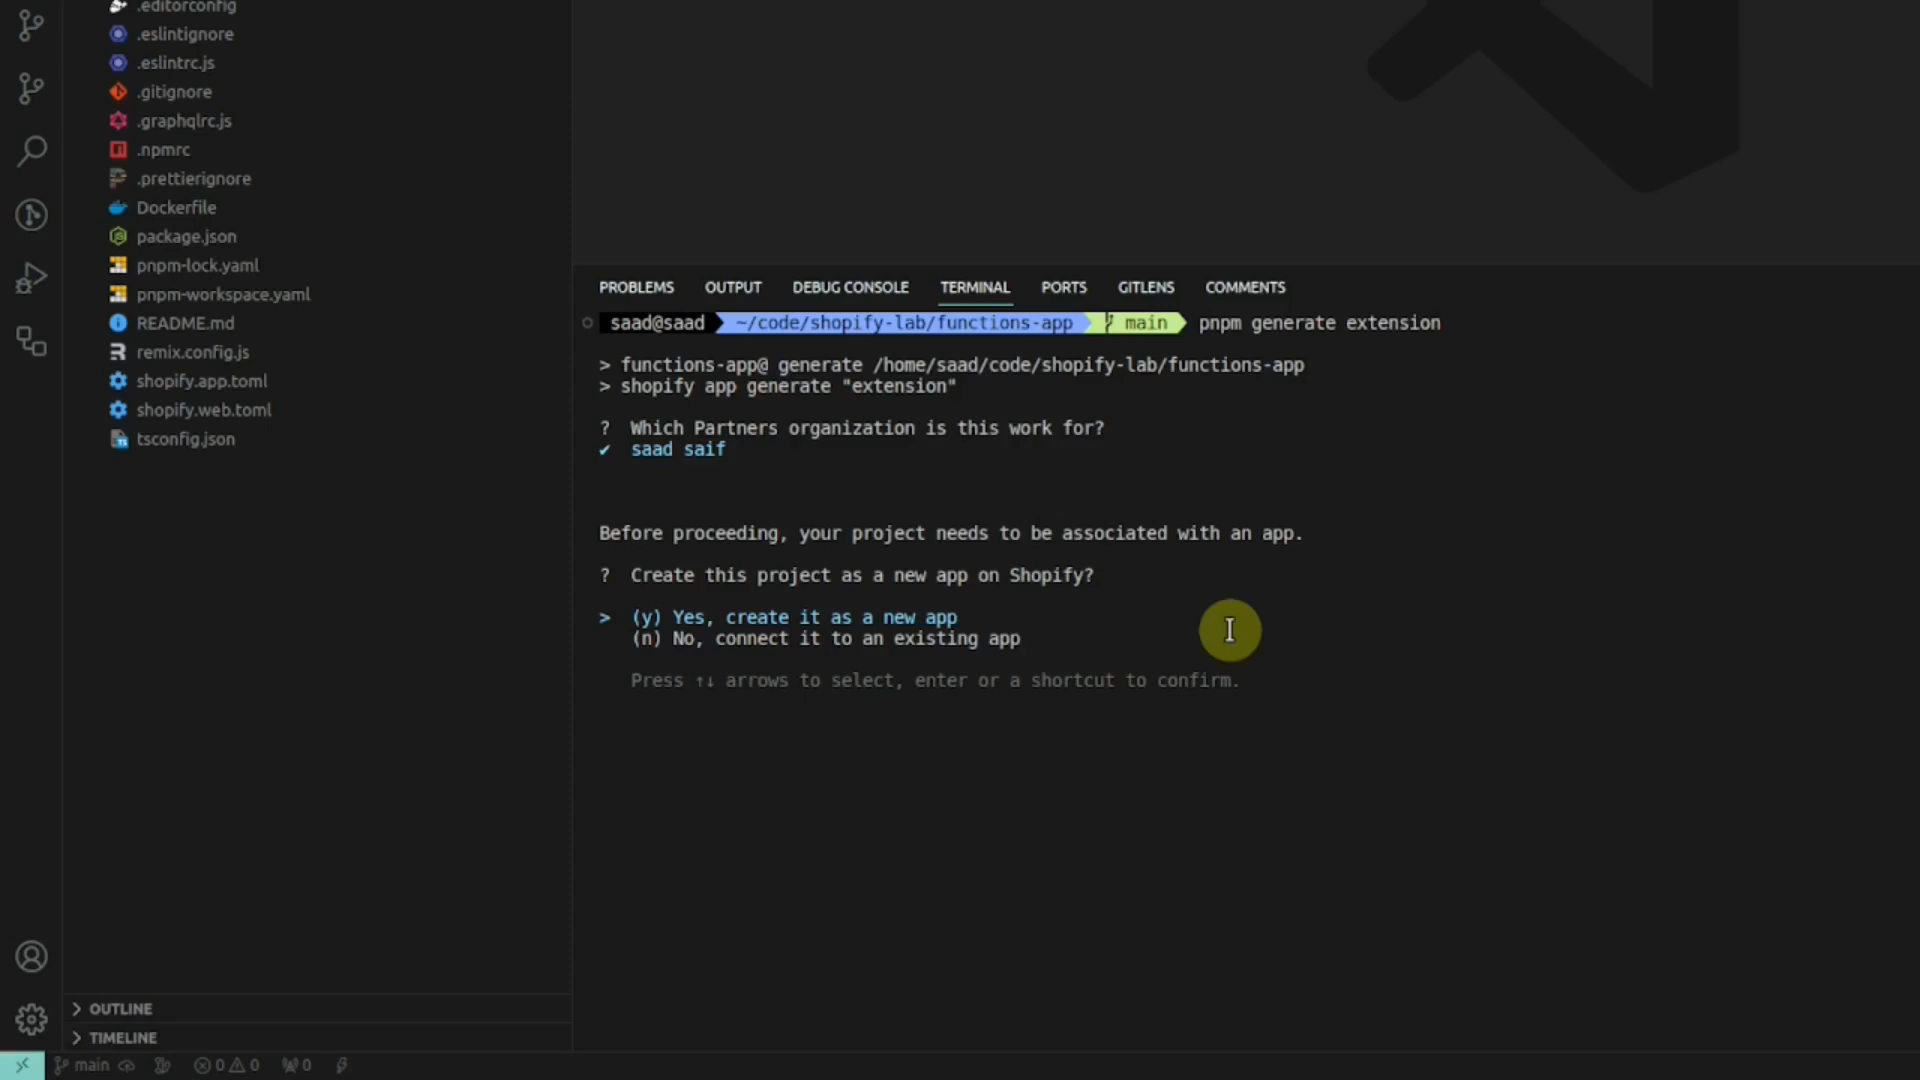 .editorconfig
.eslintignore
.eslintrc.js
.gitignore
.graphqlrc.js
.npmrc
.prettierignore
Dockerfile
package.json
pnpm-lock.yaml
pnpm-workspace.yaml
README.md
remix.config.js
shopify.app.toml
shopify.web.toml
tsconfig.json
OUTLINE
TIMELINE
PROBLEMS OUTPUT DEBUG CONSOLE TERMINAL PORTS GITLENS COMMENTS
saad@saad ~/code/shopify-lab/functions-app main pnpm generate extension
> functions-app@ generate /home/saad/code/shopify-lab/functions-app
> shopify app generate "extension"
? Which Partners organization is this work for?
✔ saad saif
Before proceeding, your project needs to be associated with an app.
? Create this project as a new app on Shopify?
> (y) Yes, create it as a new app
(n) No, connect it to an existing app
Press ↑↓ arrows to select, enter or a shortcut to confirm.
main 0 0 0